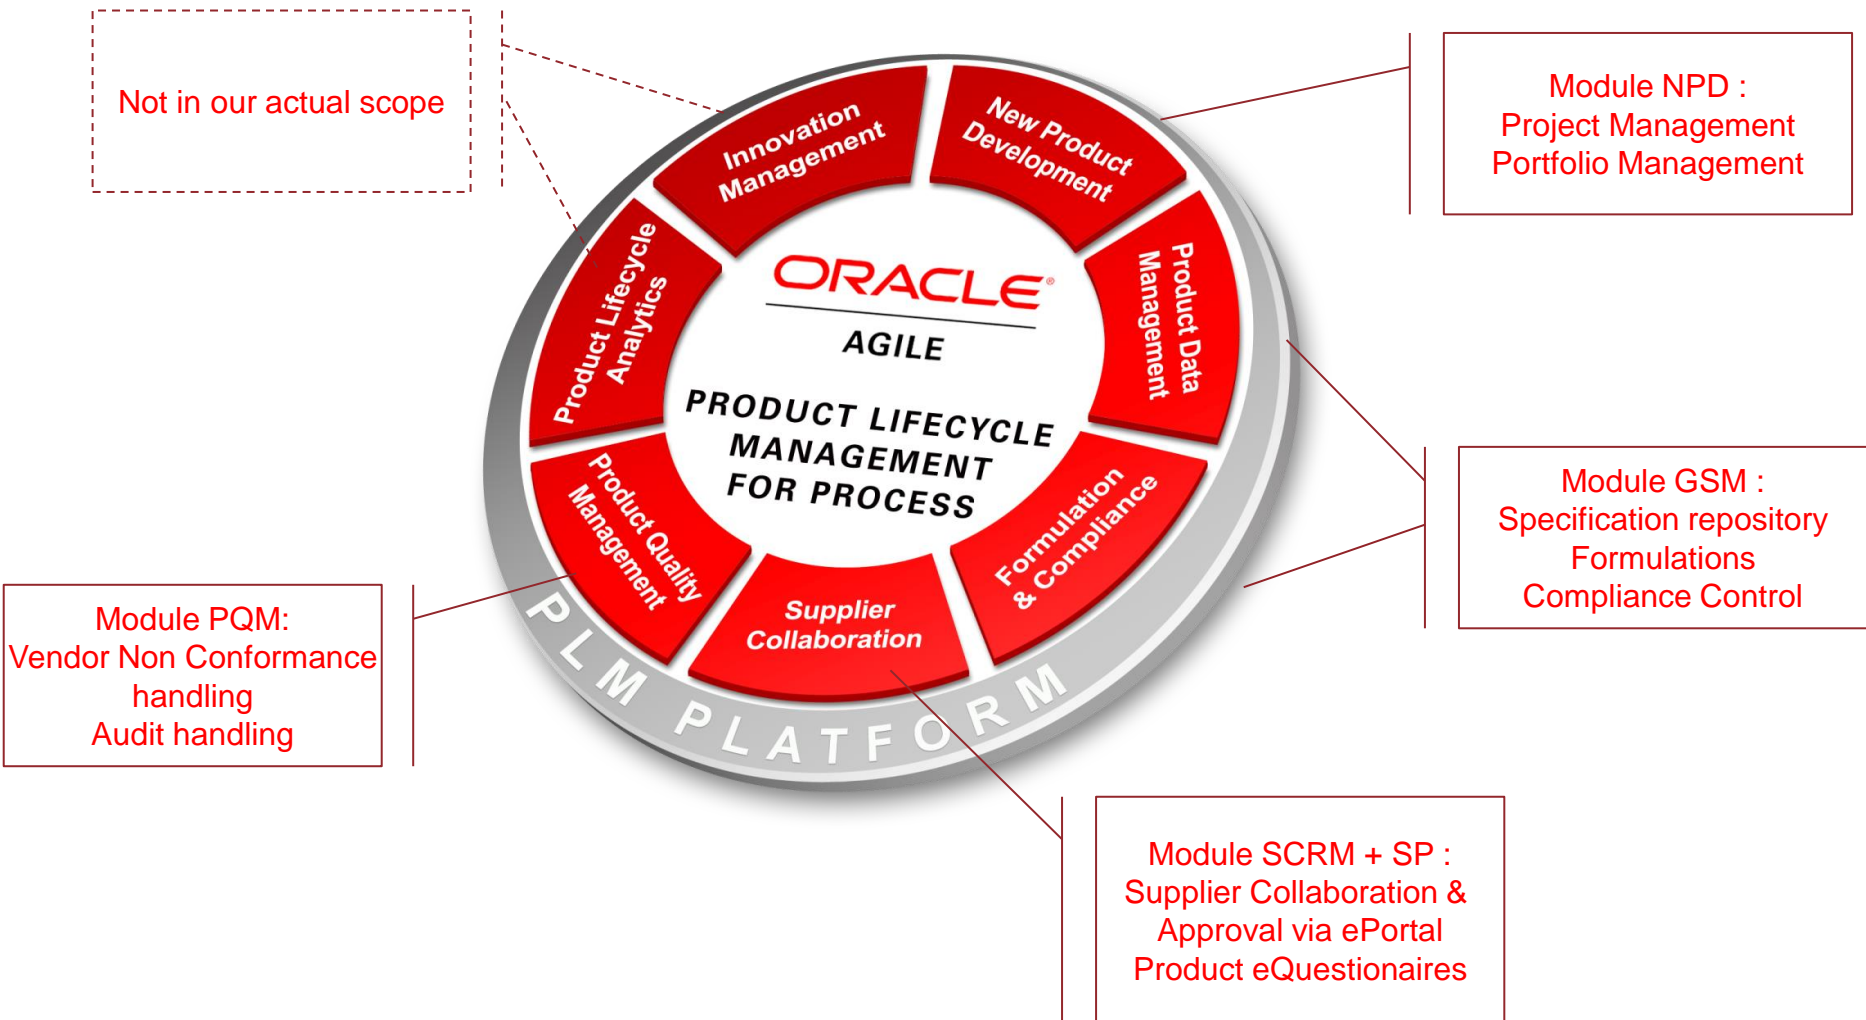 Not in our actual scope
Module NPD :
Project Management
Portfolio Management
Innovation
Management
New Product
Development
Product Data
Management
Product Lifecycle
Analytics
ORACLE®
AGILE
PRODUCT LIFECYCLE
MANAGEMENT
FOR PROCESS
Product Quality
Management
Formulation
& Compliance
Supplier
Collaboration
PLM PLATFORM
Module GSM :
Specification repository
Formulations
Compliance Control
Module PQM:
Vendor Non Conformance
handling
Audit handling
Module SCRM + SP :
Supplier Collaboration &
Approval via ePortal
Product eQuestionaires